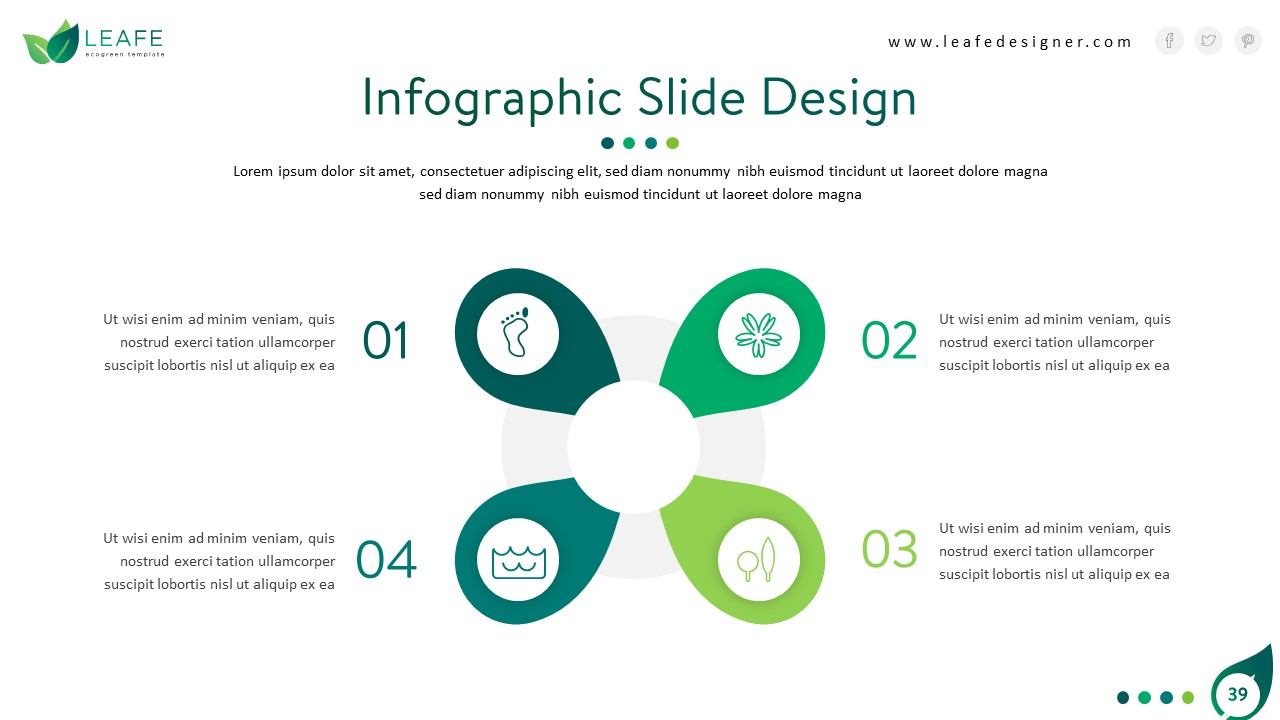 LEAFE
ecogreen template
www.leafedesigner.com
Infographic Slide Design
Lorem ipsum dolor sit amet, consectetuer adipiscing elit, sed diam nonummy nibh euismod tincidunt ut laoreet dolore magna
sed diam nonummy nibh euismod tincidunt ut laoreet dolore magna
Ut wisi enim ad minim veniam, quis
nostrud exerci tation ullamcorper
suscipit lobortis nisl ut aliquip ex ea
01
02
Ut wisi enim ad minim veniam, quis
nostrud exerci tation ullamcorper
suscipit lobortis nisl ut aliquip ex ea
Ut wisi enim ad minim veniam, quis
nostrud exerci tation ullamcorper
suscipit lobortis nisl ut aliquip ex ea
04
03
Ut wisi enim ad minim veniam, quis
nostrud exerci tation ullamcorper
suscipit lobortis nisl ut aliquip ex ea
39